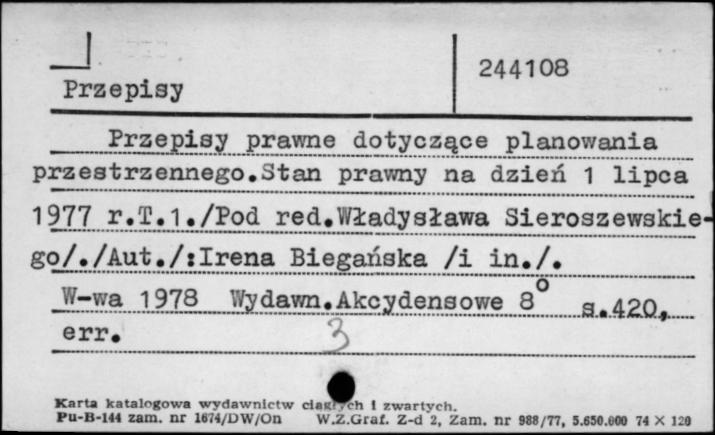 244108
Przepisy
Przepisy prawne dotyczące planowania
przestrzennego.Stan prawny na dzień 1 lipca
1977 r.T.1./Pod red.Władysława Sieroszewskie-
go/./Aut./:Irena Biegańska /i in./.
W-wa 1978 Wydawn.Akcydensowe 8° s.420,
err.
3
Karta katalogowa wydawnictw ciągłych i zwartych.
Pu-B-144 zam. nr 1674/DW/On W.Z.Graf. Z-d 2, Zam. nr 988/77, 5.650.000 74 X 120